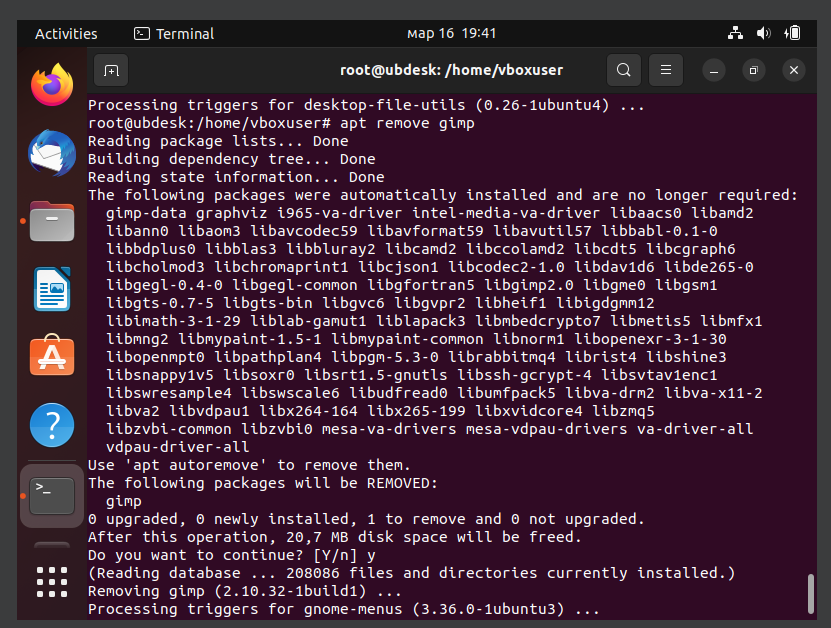 Activities Terminal мар 16 19:41
root@ubdesk: /home/vboxuser
Processing triggers for desktop-file-utils (0.26-1ubuntu4) ...
root@ubdesk:/home/vboxuser# apt remove gimp
Reading package lists... Done
Building dependency tree... Done
Reading state information... Done
The following packages were automatically installed and are no longer required:
gimp-data graphviz i965-va-driver intel-media-va-driver libaacs0 libamd2
libann0 libaom3 libavcodec59 libavformat59 libavutil57 libbabl-0.1-0
libbdplus0 libblas3 libbluray2 libcamd2 libccolamd2 libcdt5 libcgraph6
libcholmod3 libchromaprint1 libcjson1 libcodec2-1.0 libdav1d6 libde265-0
libgegl-0.4-0 libgegl-common libgfortran5 libgimp2.0 libgme0 libgsm1
libgts-0.7-5 libgts-bin libgvc6 libgvpr2 libheif1 libigdgmm12
libimath-3-1-29 liblab-gamut1 liblapack3 libmbedcrypto7 libmetis5 libmfx1
libmng2 libmypaint-1.5-1 libmypaint-common libnorm1 libopenexr-3-1-30
libopenmpt0 libpathplan4 libpgm-5.3-0 librabbitmq4 librist4 libshine3
libsnappy1v5 libsoxr0 libsrt1.5-gnutls libssh-gcrypt-4 libsvtav1enc1
libswresample4 libswscale6 libudfread0 libumfpack5 libva-drm2 libva-x11-2
libva2 libvdpau1 libx264-164 libx265-199 libxvidcore4 libzmq5
libzvbi-common libzvbi0 mesa-va-drivers mesa-vdpau-drivers va-driver-all
vdpau-driver-all
Use 'apt autoremove' to remove them.
The following packages will be REMOVED:
gimp
0 upgraded, 0 newly installed, 1 to remove and 0 not upgraded.
After this operation, 20,7 MB disk space will be freed.
Do you want to continue? [Y/n] y
(Reading database ... 208086 files and directories currently installed.)
Removing gimp (2.10.32-1build1) ...
Processing triggers for gnome-menus (3.36.0-1ubuntu3) ...